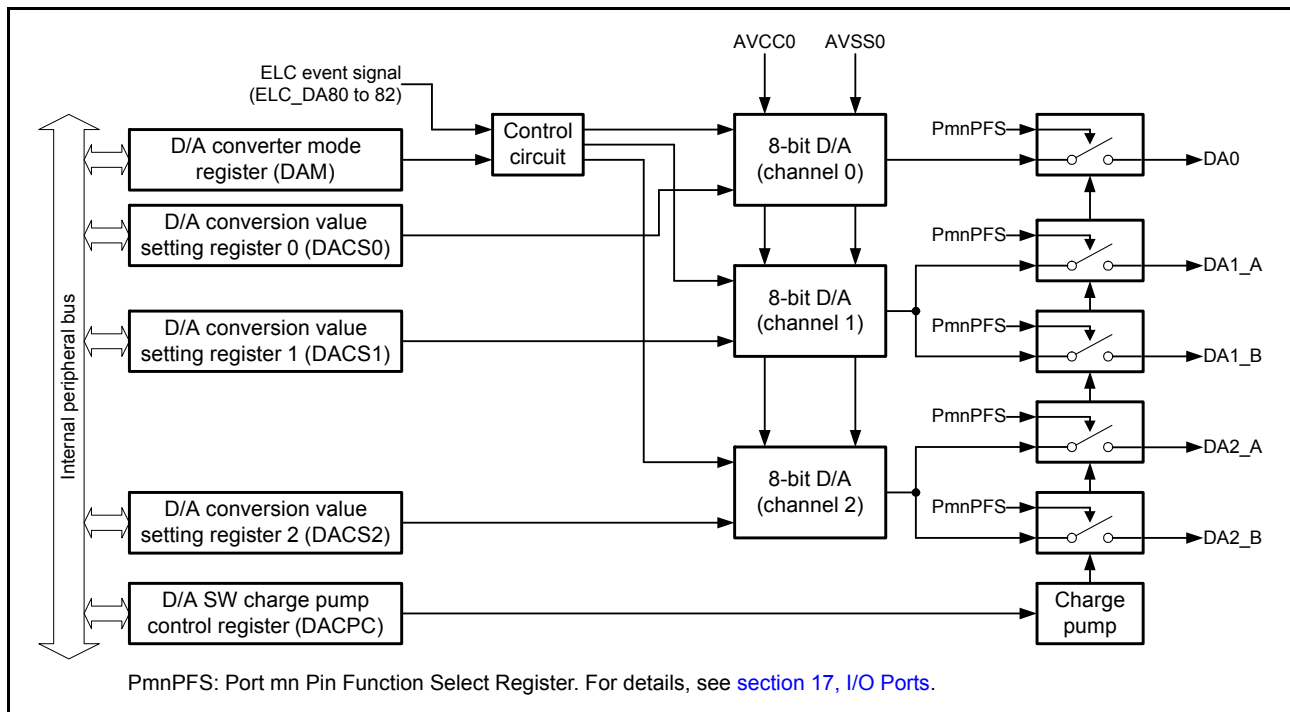 AVCC0 AVSS0
ELC event signal
(ELC_DA80 to 82)
Internal peripheral bus
D/A converter mode
register (DAM)
Control
circuit
8-bit D/A
(channel 0)
PmnPFS
DA0
D/A conversion value
setting register 0 (DACS0)
PmnPFS
DA1_A
8-bit D/A
(channel 1)
D/A conversion value
setting register 1 (DACS1)
PmnPFS
DA1_B
PmnPFS
DA2_A
8-bit D/A
(channel 2)
D/A conversion value
setting register 2 (DACS2)
PmnPFS
DA2_B
D/A SW charge pump
control register (DACPC)
Charge
pump
PmnPFS: Port mn Pin Function Select Register. For details, see section 17, I/O Ports.